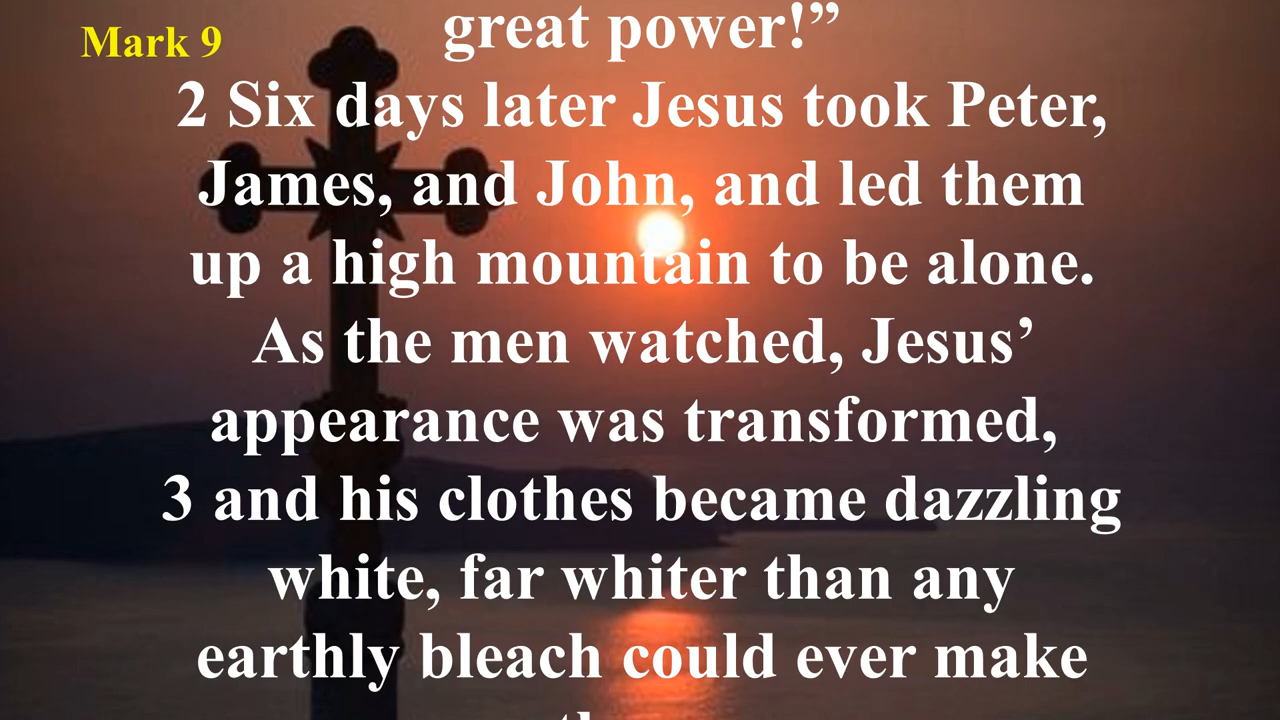 Mark 9
great power!”
2 Six days later Jesus took Peter,
James, and John, and led them
up a high mountain to be alone.
As the men watched, Jesus’
appearance was transformed,
3 and his clothes became dazzling
white, far whiter than any
earthly bleach could ever make